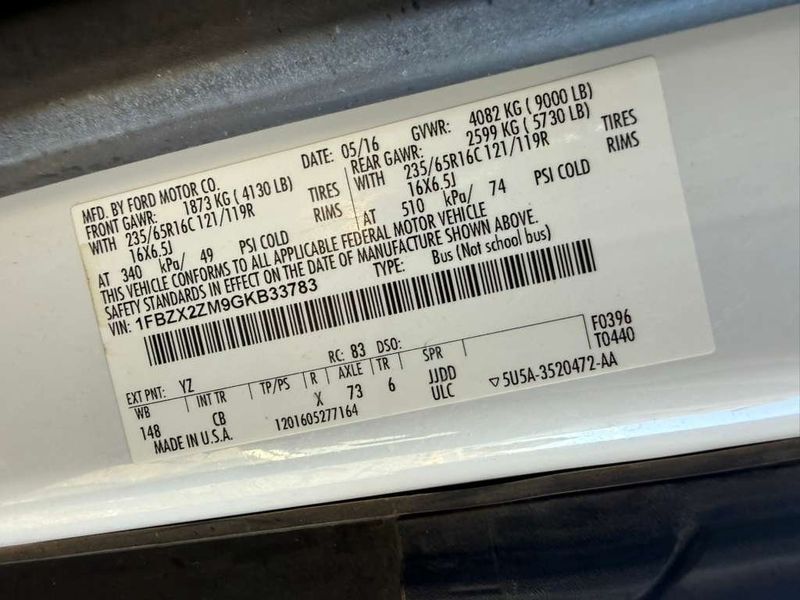 MFD. BY FORD MOTOR CO. DATE: 05/16 GVWR: 4082 KG ( 9000 LB)
FRONT GAWR: 1873 KG ( 4130 LB) REAR GAWR: 2599 KG ( 5730 LB)
WITH 235/65R16C 121/119R TIRES WITH 235/65R16C 121/119R TIRES
16X6.5J RIMS 16X6.5J RIMS
AT 340 kPa/ 49 PSI COLD AT 510 kPa/ 74 PSI COLD
THIS VEHICLE CONFORMS TO ALL APPLICABLE FEDERAL MOTOR VEHICLE
SAFETY STANDARDS IN EFFECT ON THE DATE OF MANUFACTURE SHOWN ABOVE.
VIN: 1FBZX2ZM9GKB33783 TYPE: Bus (Not school bus)
F0396
T0440
EXT PNT: YZ RC: 83 DSO:
WB INT TR TP/PS R AXLE TR SPR
148 CB X 73 6 JJDD
ULC
▽5U5A-3520472-AA
MADE IN U.S.A. 1201605277164